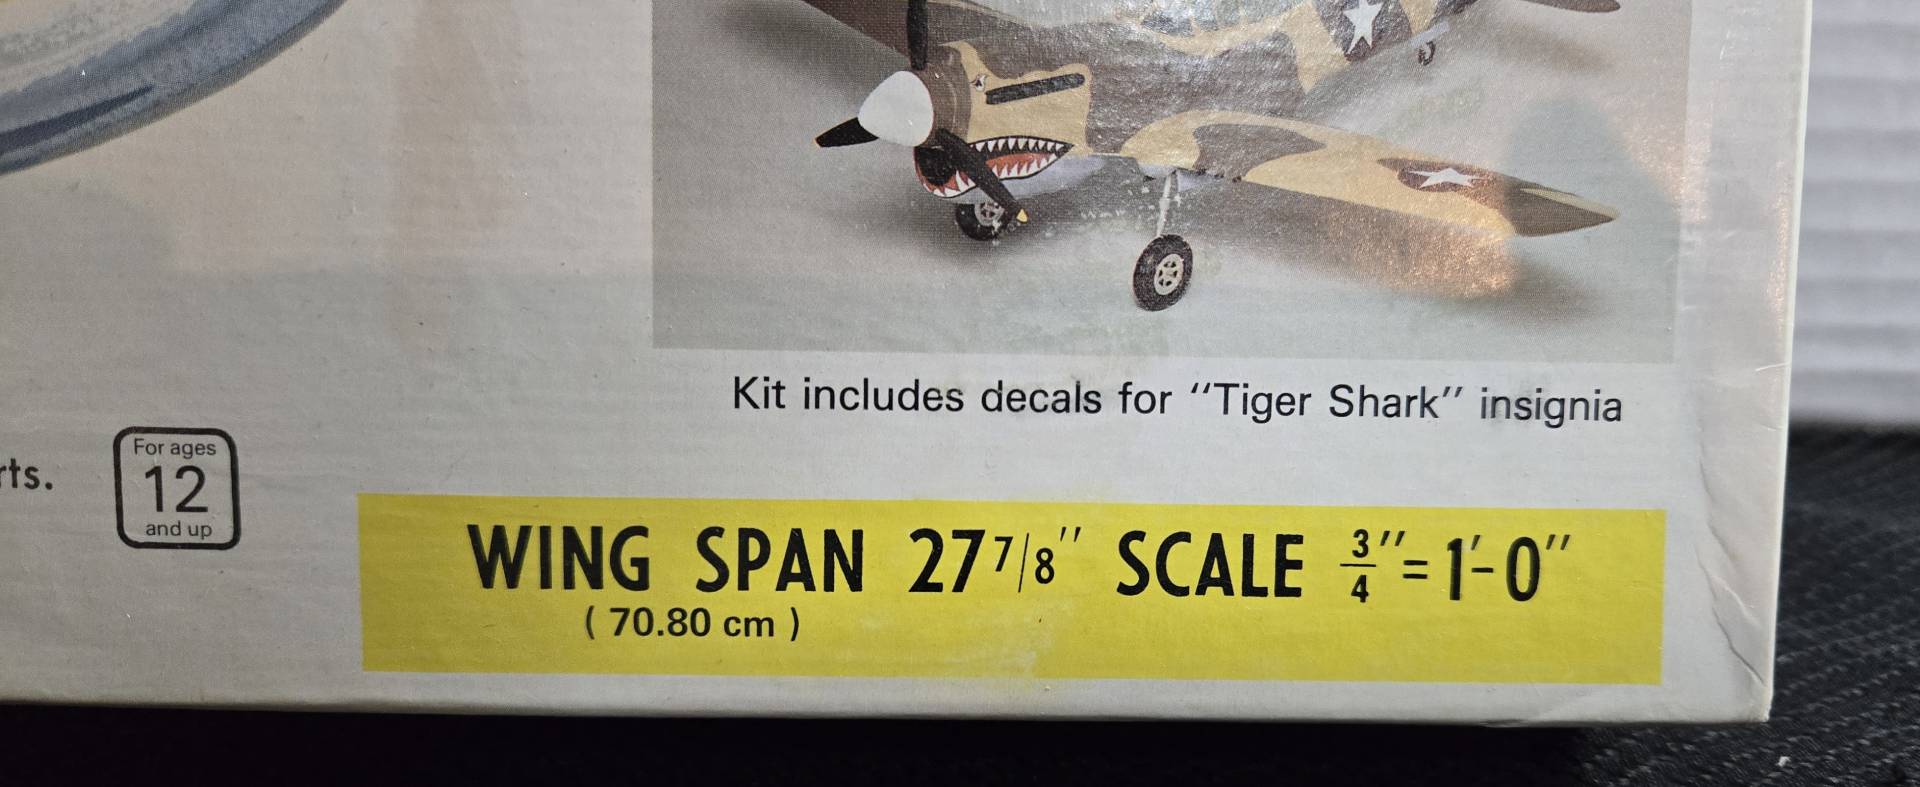 Kit includes decals for "Tiger Shark" insignia
rts.
For ages
12
and up
WING SPAN 27 7/8" SCALE 3/4"= 1'-0"
( 70.80 cm )